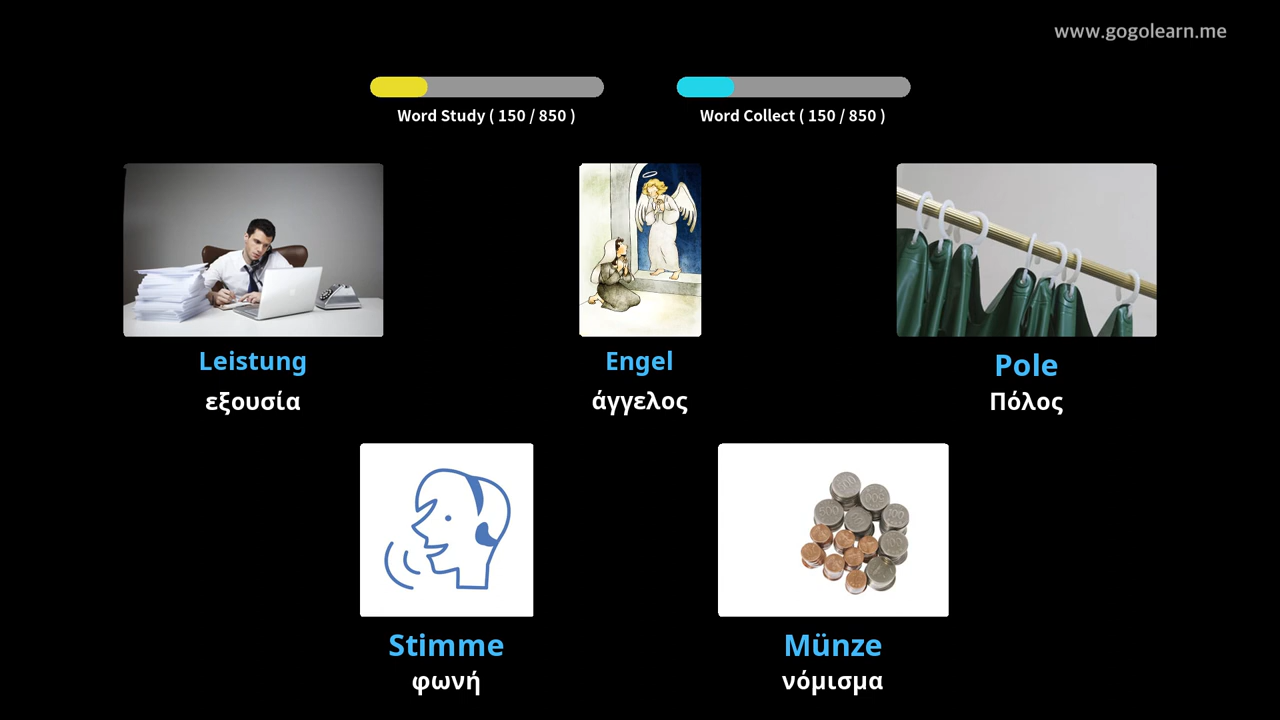 www.gogolearn.me
Word Study ( 150 / 850 )
Word Collect ( 150 / 850 )
Leistung
εξουσία
Engel
άγγελος
Pole
Πόλος
Stimme
φωνή
Münze
νόμισμα